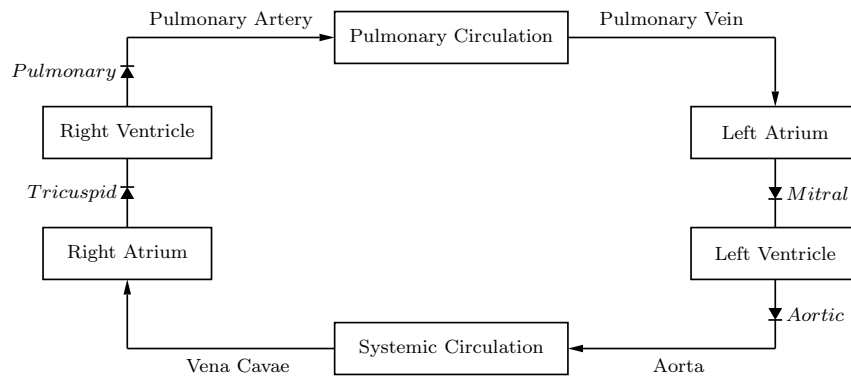 Pulmonary Artery
Pulmonary Circulation
Pulmonary Vein
Pulmonary
Right Ventricle
Left Atrium
Tricuspid
Mitral
Right Atrium
Left Ventricle
Aortic
Systemic Circulation
Vena Cavae
Aorta